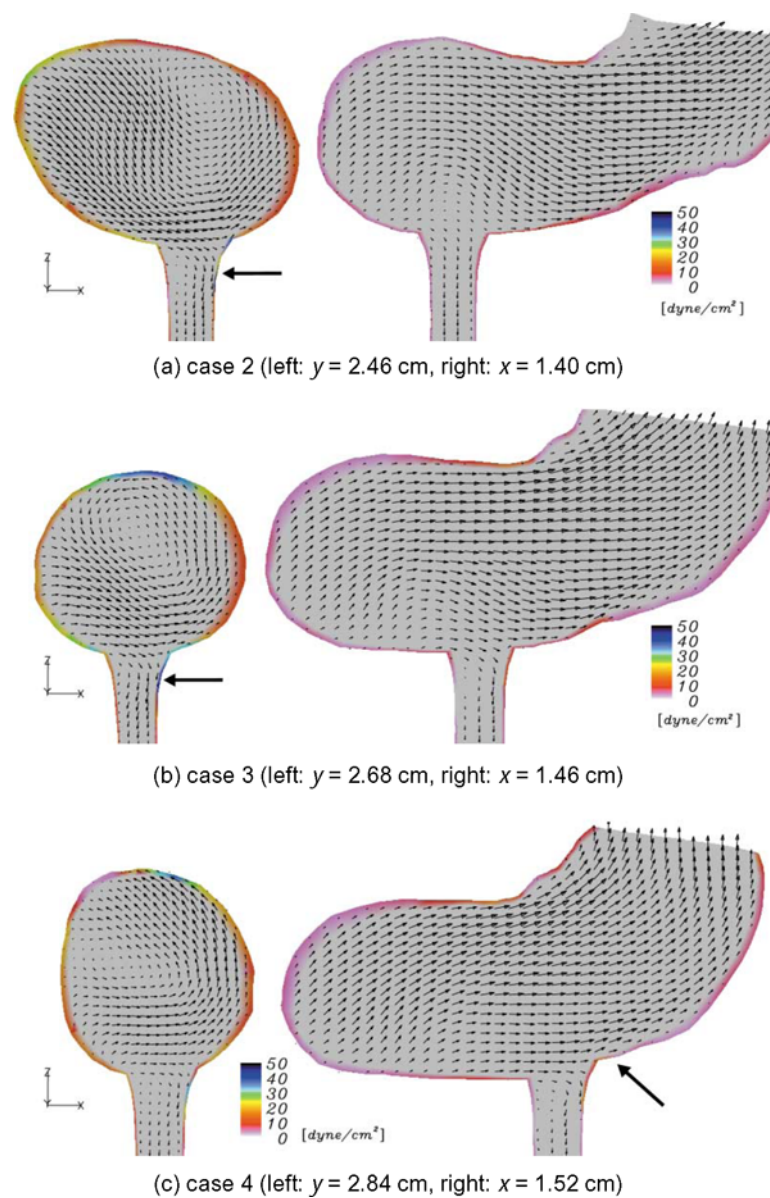 50
40
30
20
10
0
[dyne/cm²]
Z
Y X
(a) case 2 (left: y = 2.46 cm, right: x = 1.40 cm)
50
40
30
20
10
0
[dyne/cm²]
Z
Y X
(b) case 3 (left: y = 2.68 cm, right: x = 1.46 cm)
50
40
30
20
10
0
[dyne/cm²]
Z
Y X
(c) case 4 (left: y = 2.84 cm, right: x = 1.52 cm)